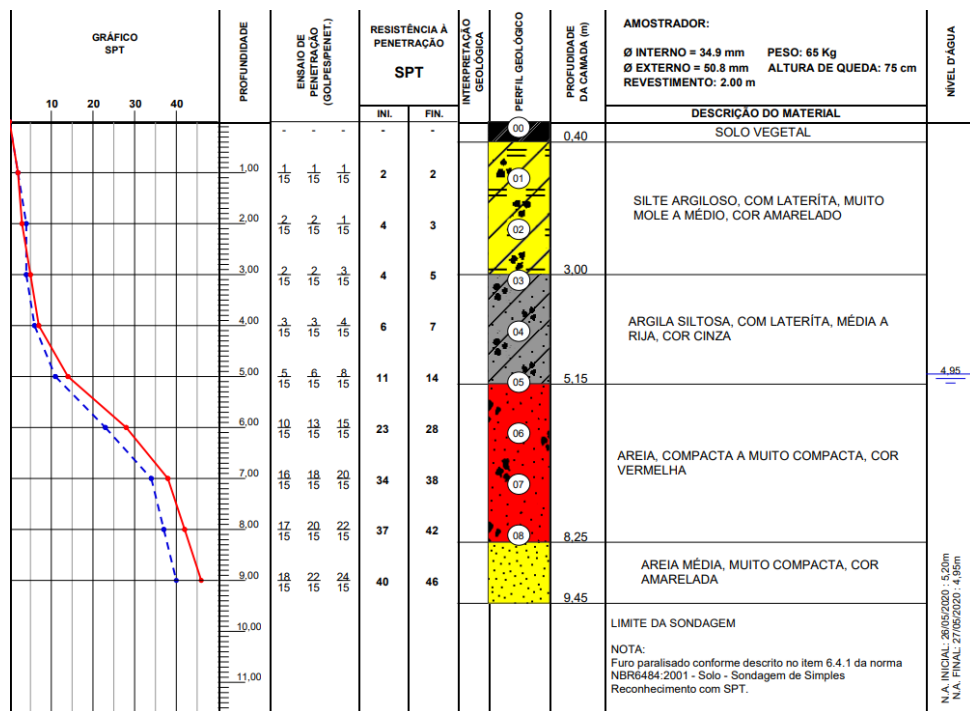 GRÁFICO
SPT
10 20 30 40
PROFUNDIDADE
ENSAIO DE
PENETRAÇÃO
(GOLPES/PENET.)
RESISTÊNCIA À
PENETRAÇÃO
SPT
INI. FIN.
INTERPRETAÇÃO
GEOLÓGICA
PERFIL GEOLÓGICO
PROFUDIDADE
DA CAMADA (m)
AMOSTRADOR:
Ø INTERNO = 34.9 mm PESO: 65 Kg
Ø EXTERNO = 50.8 mm ALTURA DE QUEDA: 75 cm
REVESTIMENTO: 2.00 m
DESCRIÇÃO DO MATERIAL
NÍVEL D'ÁGUA
- - - - - 00 0,40 SOLO VEGETAL
1,00 1/15 1/15 1/15 2 2 01
SILTE ARGILOSO, COM LATERÍTA, MUITO
MOLE A MÉDIO, COR AMARELADO
2,00 2/15 2/15 1/15 4 3 02
3,00 2/15 2/15 3/15 4 5 3,00 03
ARGILA SILTOSA, COM LATERÍTA, MÉDIA A
RIJA, COR CINZA
4,00 3/15 3/15 4/15 6 7 04
5,00 5/15 6/15 8/15 11 14 05 5,15 4,95
6,00 10/15 13/15 15/15 23 28 06
AREIA, COMPACTA A MUITO COMPACTA, COR
VERMELHA
7,00 16/15 18/15 20/15 34 38 07
8,00 17/15 20/15 22/15 37 42 08 8,25
AREIA MÉDIA, MUITO COMPACTA, COR
AMARELADA
9,00 18/15 22/15 24/15 40 46 9,45
10,00
11,00
LIMITE DA SONDAGEM
NOTA:
Furo paralisado conforme descrito no item 6.4.1 da norma
NBR6484:2001 - Solo - Sondagem de Simples
Reconhecimento com SPT.
N.A. INICIAL: 26/05/2020 : 5,20m
N.A. FINAL: 27/05/2020 : 4,95m